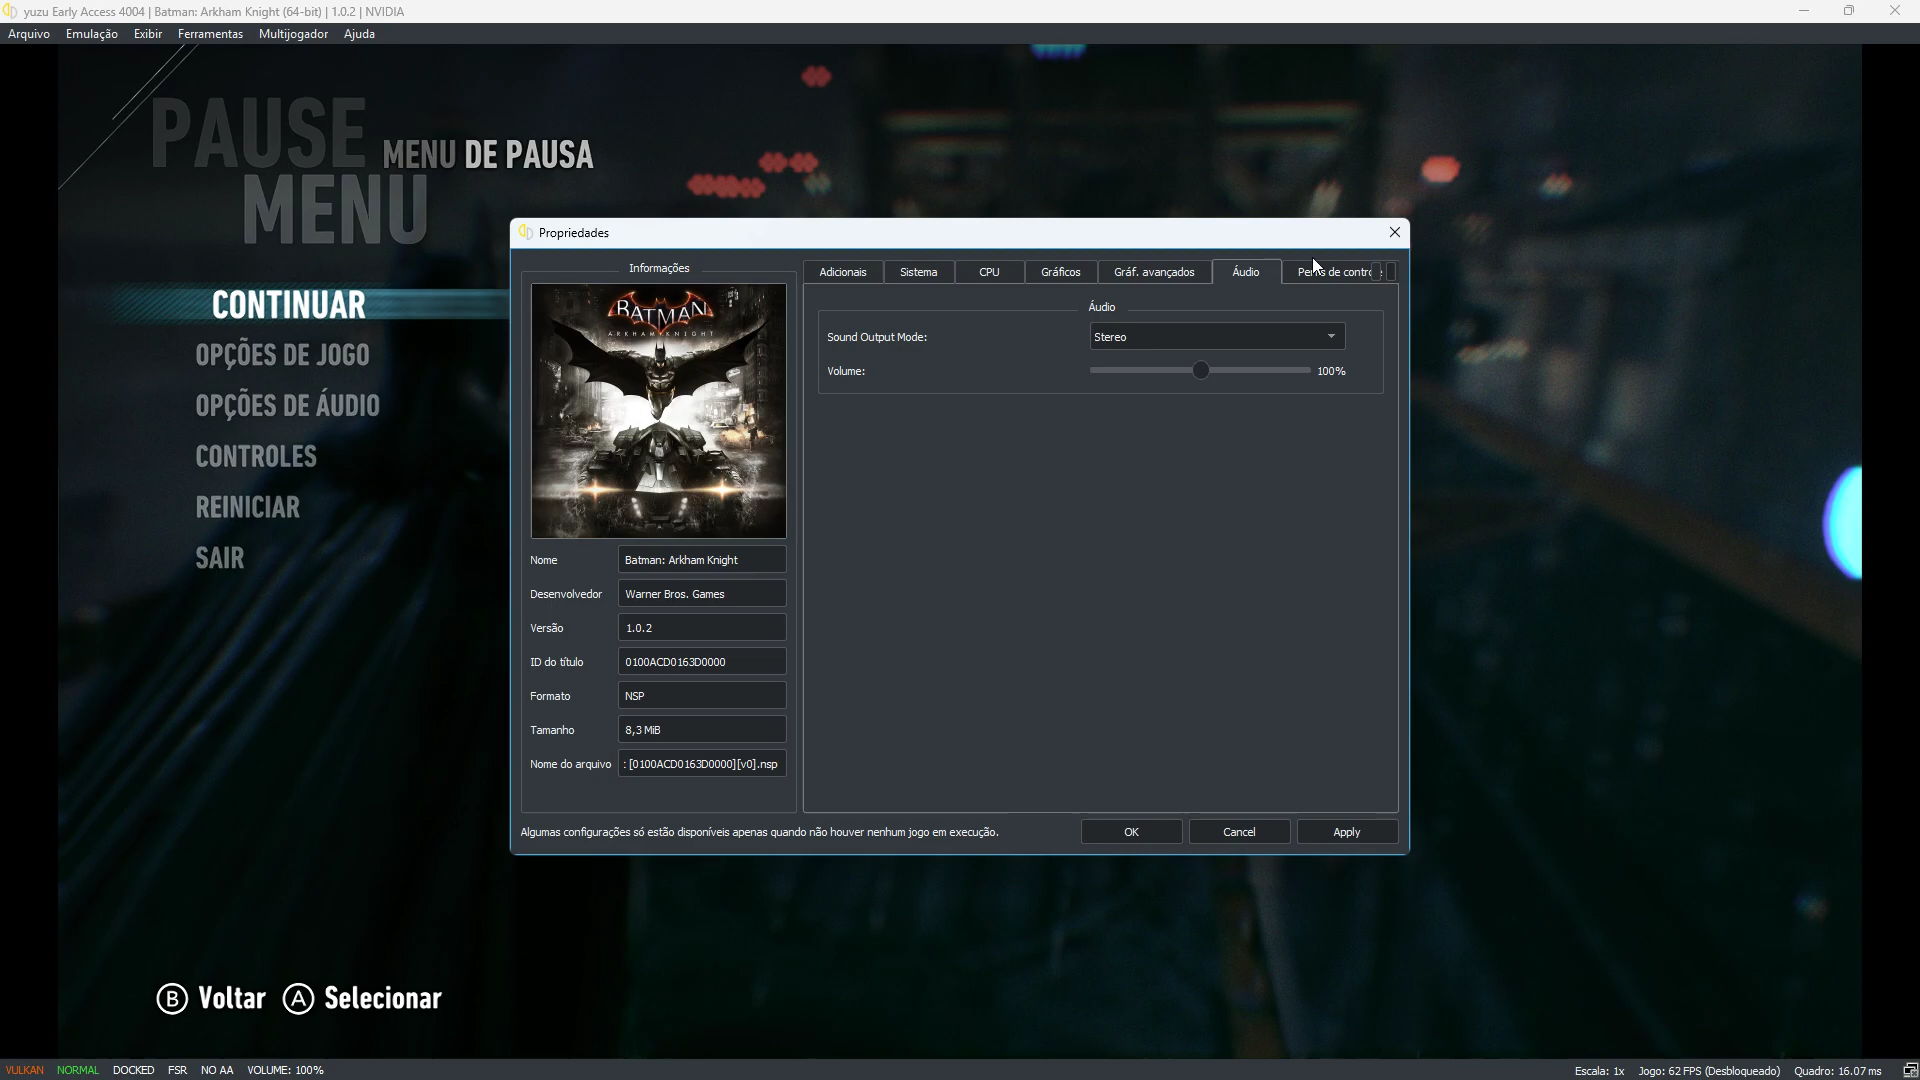 yuzu Early Access 4004 | Batman: Arkham Knight (64-bit) | 1.0.2 | NVIDIA
Arquivo Emulação Exibir Ferramentas Multijogador Ajuda
PAUSE
MENU
MENU DE PAUSA
CONTINUAR
OPÇÕES DE JOGO
OPÇÕES DE ÁUDIO
CONTROLES
REINICIAR
SAIR
B Voltar A Selecionar
Propriedades
Informações
BATMAN
ARKHAM KNIGHT
Nome Batman: Arkham Knight
Desenvolvedor Warner Bros. Games
Versão 1.0.2
ID do título 0100ACD0163D0000
Formato NSP
Tamanho 8,3 MiB
Nome do arquivo : [0100ACD0163D0000][v0].nsp
Adicionais Sistema CPU Gráficos Gráf. avançados Áudio de
Áudio
Sound Output Mode: Stereo
Volume: 100%
Algumas configurações só estão disponíveis apenas quando não houver nenhum jogo em execução.
OK Cancel Apply
VULKAN NORMAL DOCKED FSR NO AA VOLUME: 100%
Escala: 1x Jogo: 62 FPS (Desbloqueado) Quadro: 16.07 ms